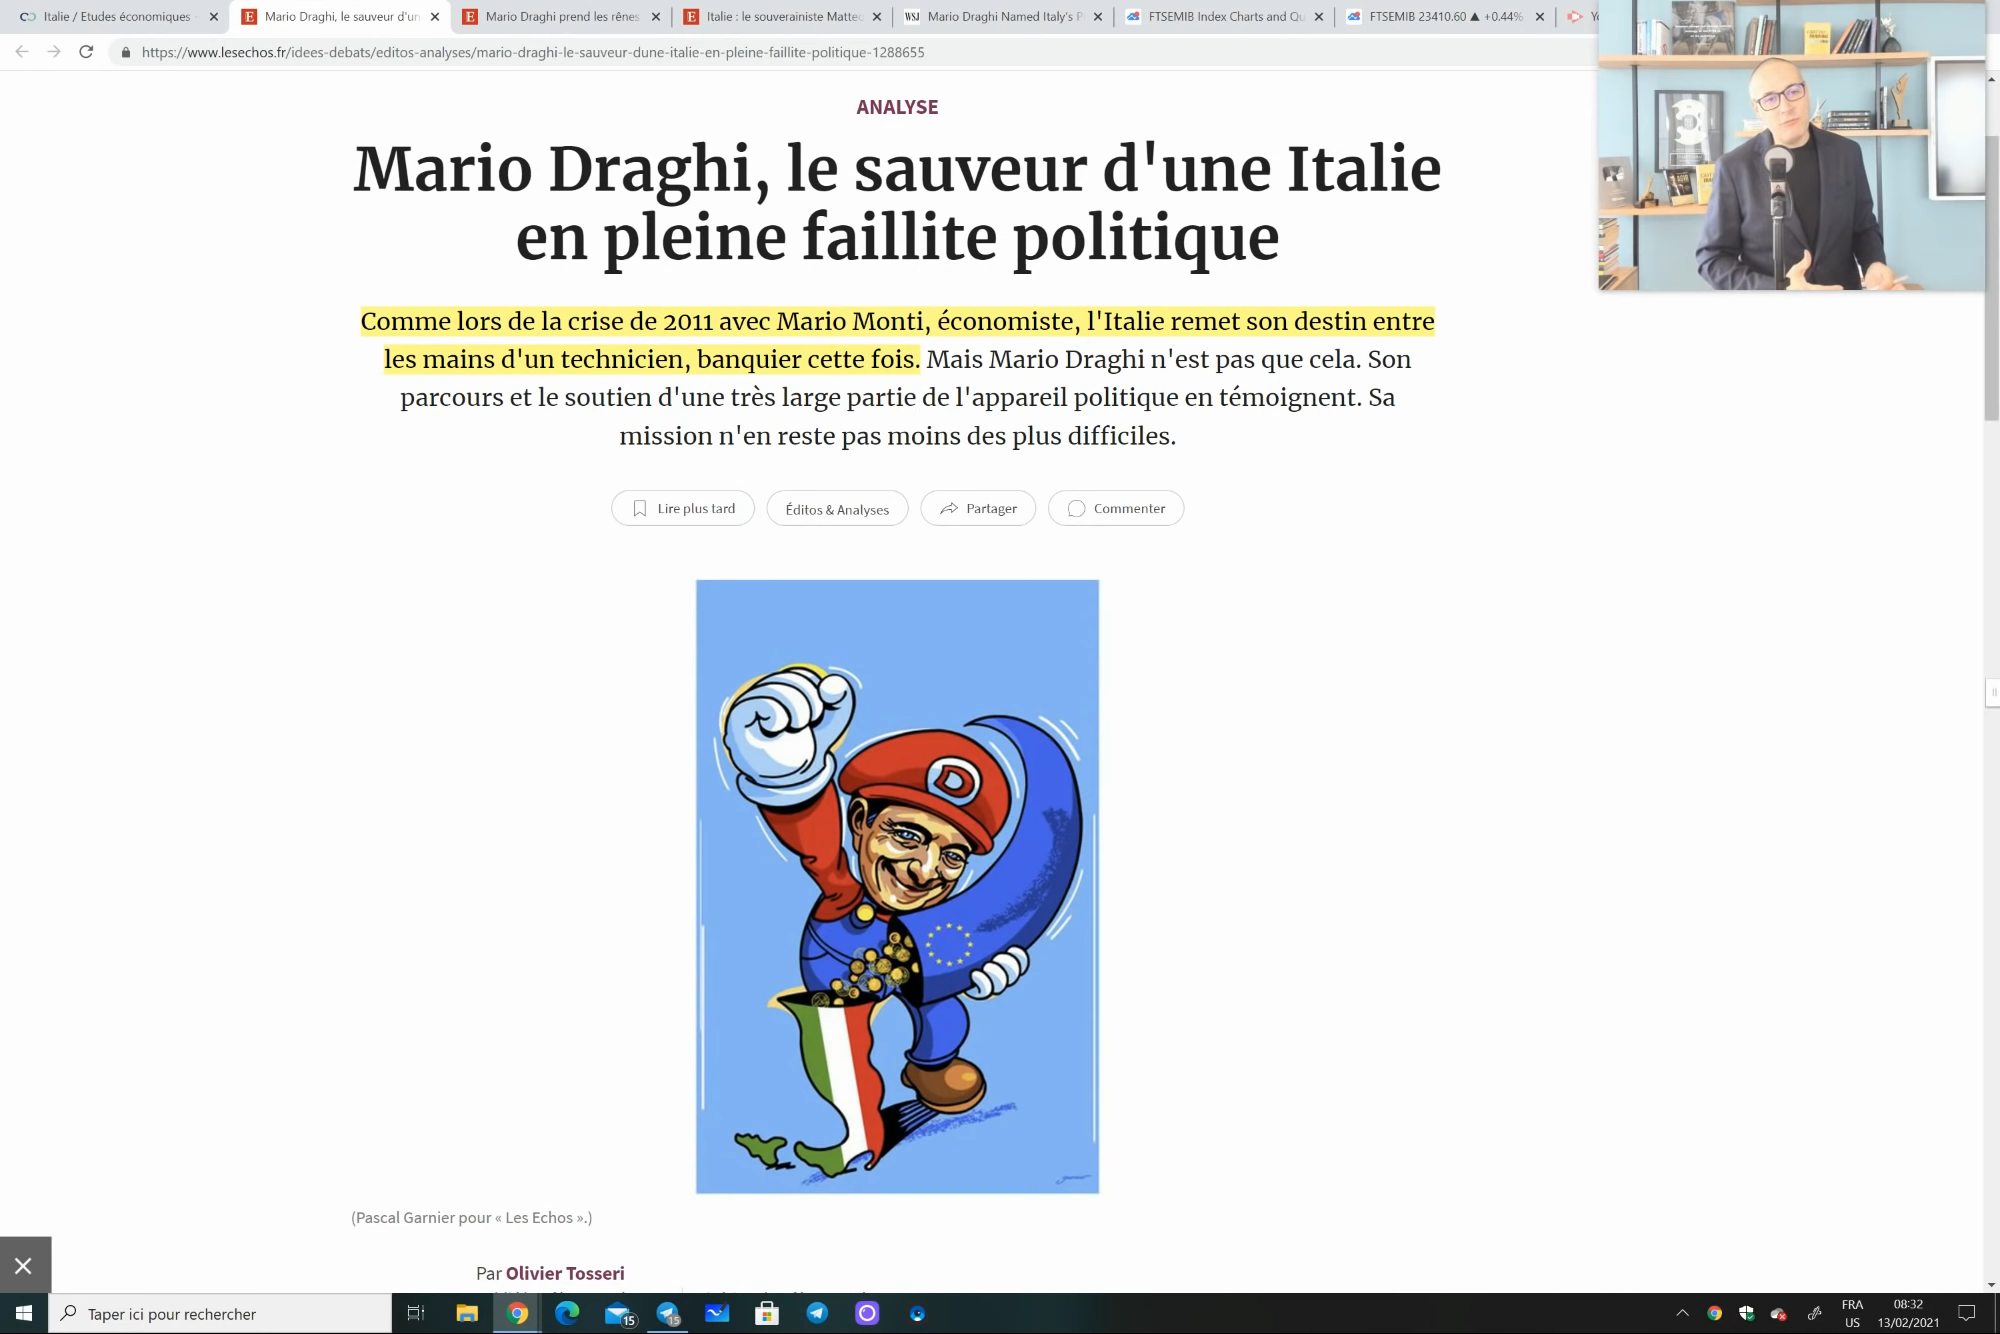 Italie / Etudes économiques
Mario Draghi, le sauveur d'un
Mario Draghi prend les rênes
Italie : le souverainiste Matteo
WSJ
Mario Draghi Named Italy's P
FTSEMIB Index Charts and Qu
FTSEMIB 23410.60 ▲ +0.44%
https://www.lesechos.fr/idees-debats/editos-analyses/mario-draghi-le-sauveur-dune-italie-en-pleine-faillite-politique-1288655
ANALYSE
Mario Draghi, le sauveur d'une Italie
en pleine faillite politique
Comme lors de la crise de 2011 avec Mario Monti, économiste, l'Italie remet son destin entre
les mains d'un technicien, banquier cette fois. Mais Mario Draghi n'est pas que cela. Son
parcours et le soutien d'une très large partie de l'appareil politique en témoignent. Sa
mission n'en reste pas moins des plus difficiles.
Lire plus tard
Éditos & Analyses
Partager
Commenter
D
(Pascal Garnier pour « Les Echos ».)
Par Olivier Tosseri
Taper ici pour rechercher
15
15
FRA
US
08:32
13/02/2021